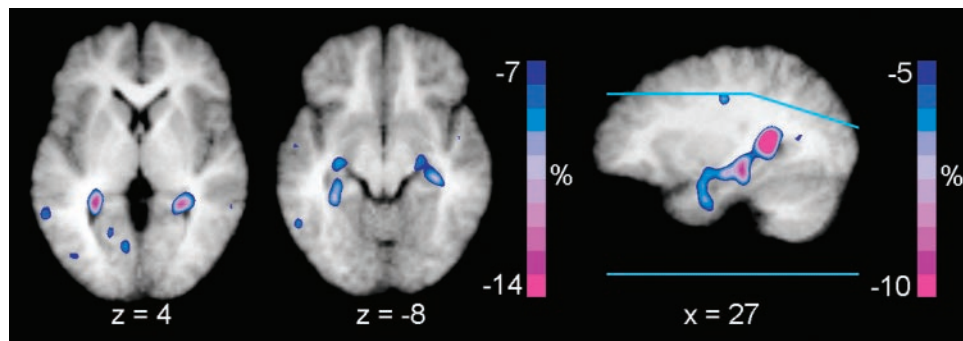 -7
%
-14
z = 4
z = -8
-5
%
-10
x = 27